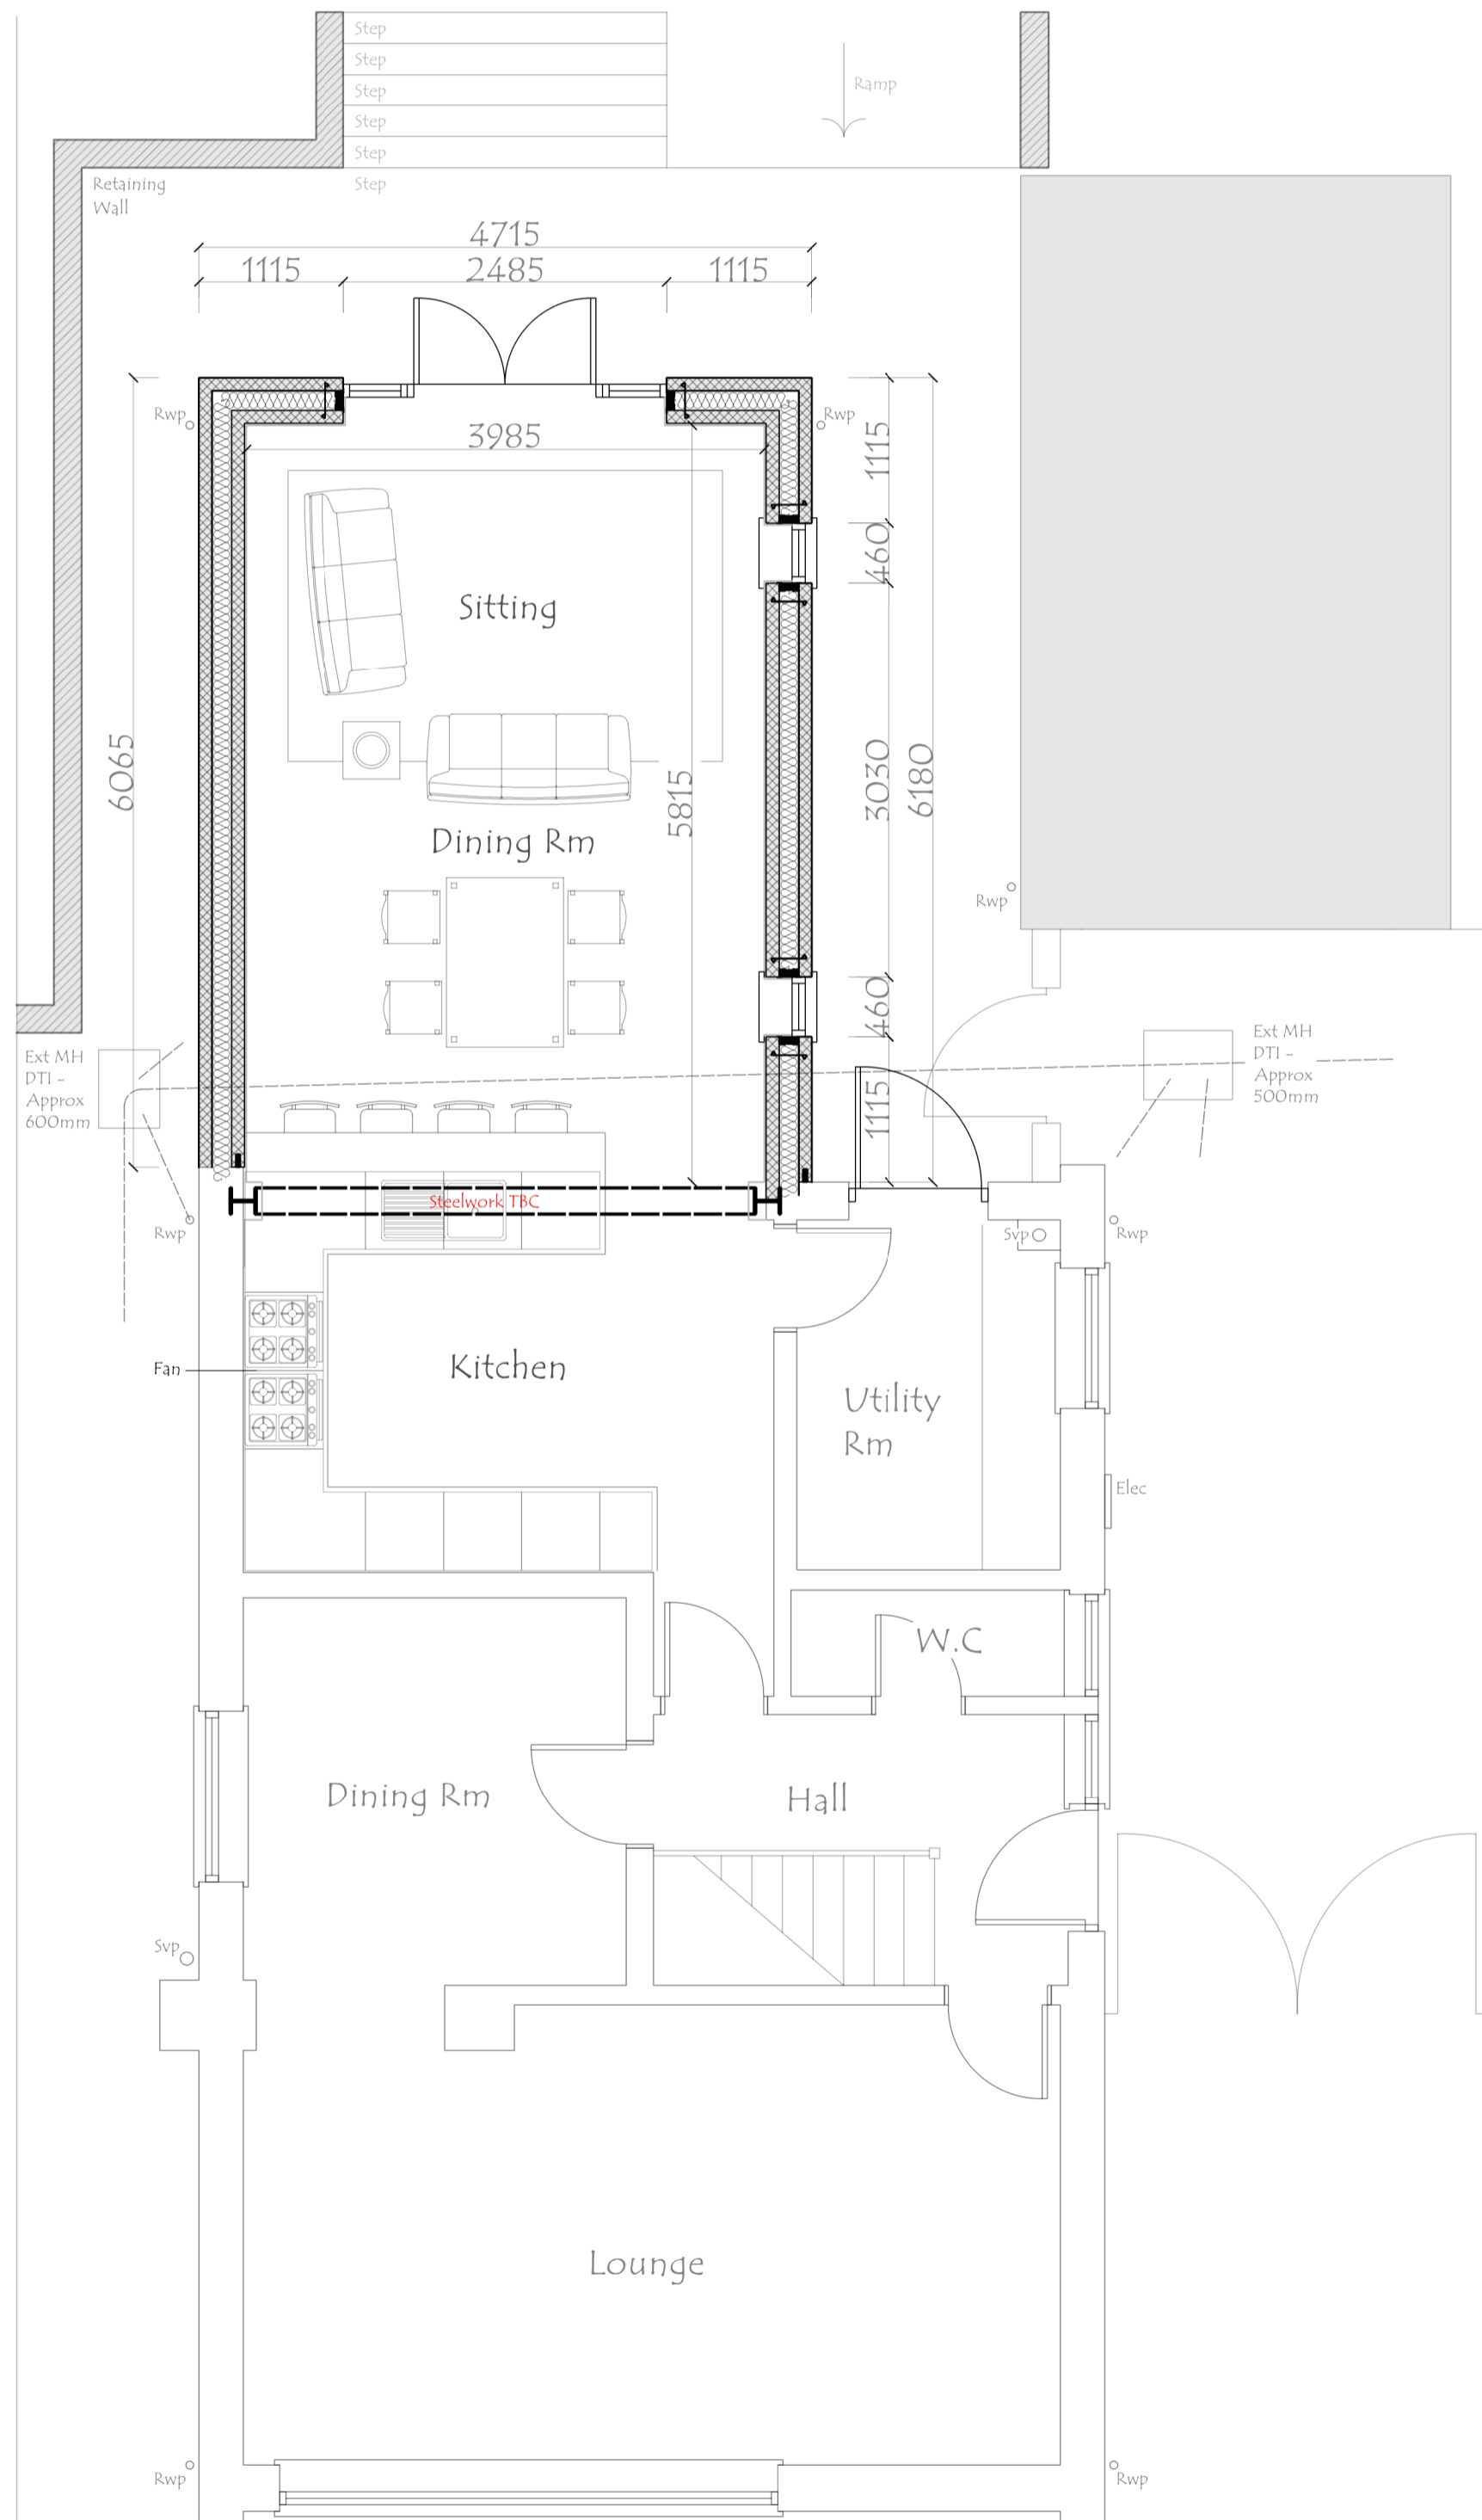 Step
Step
Ramp
Step
Step
Step
Retaining
Wall
Step
4715
1115
2485
1115
Rwp
Rwp
3985
1115
460
Sitting
6065
3030
6180
5815
Dining Rm
Rwp
460
Ext MH
DTI -
Approx
600mm
Ext MH
DTI -
Approx
500mm
1115
Steelwork TBC
Rwp
Svp
Rwp
Fan
Kitchen
Utility
Rm
Elec
W.C
Dining Rm
Hall
Svp
Lounge
Rwp
Rwp